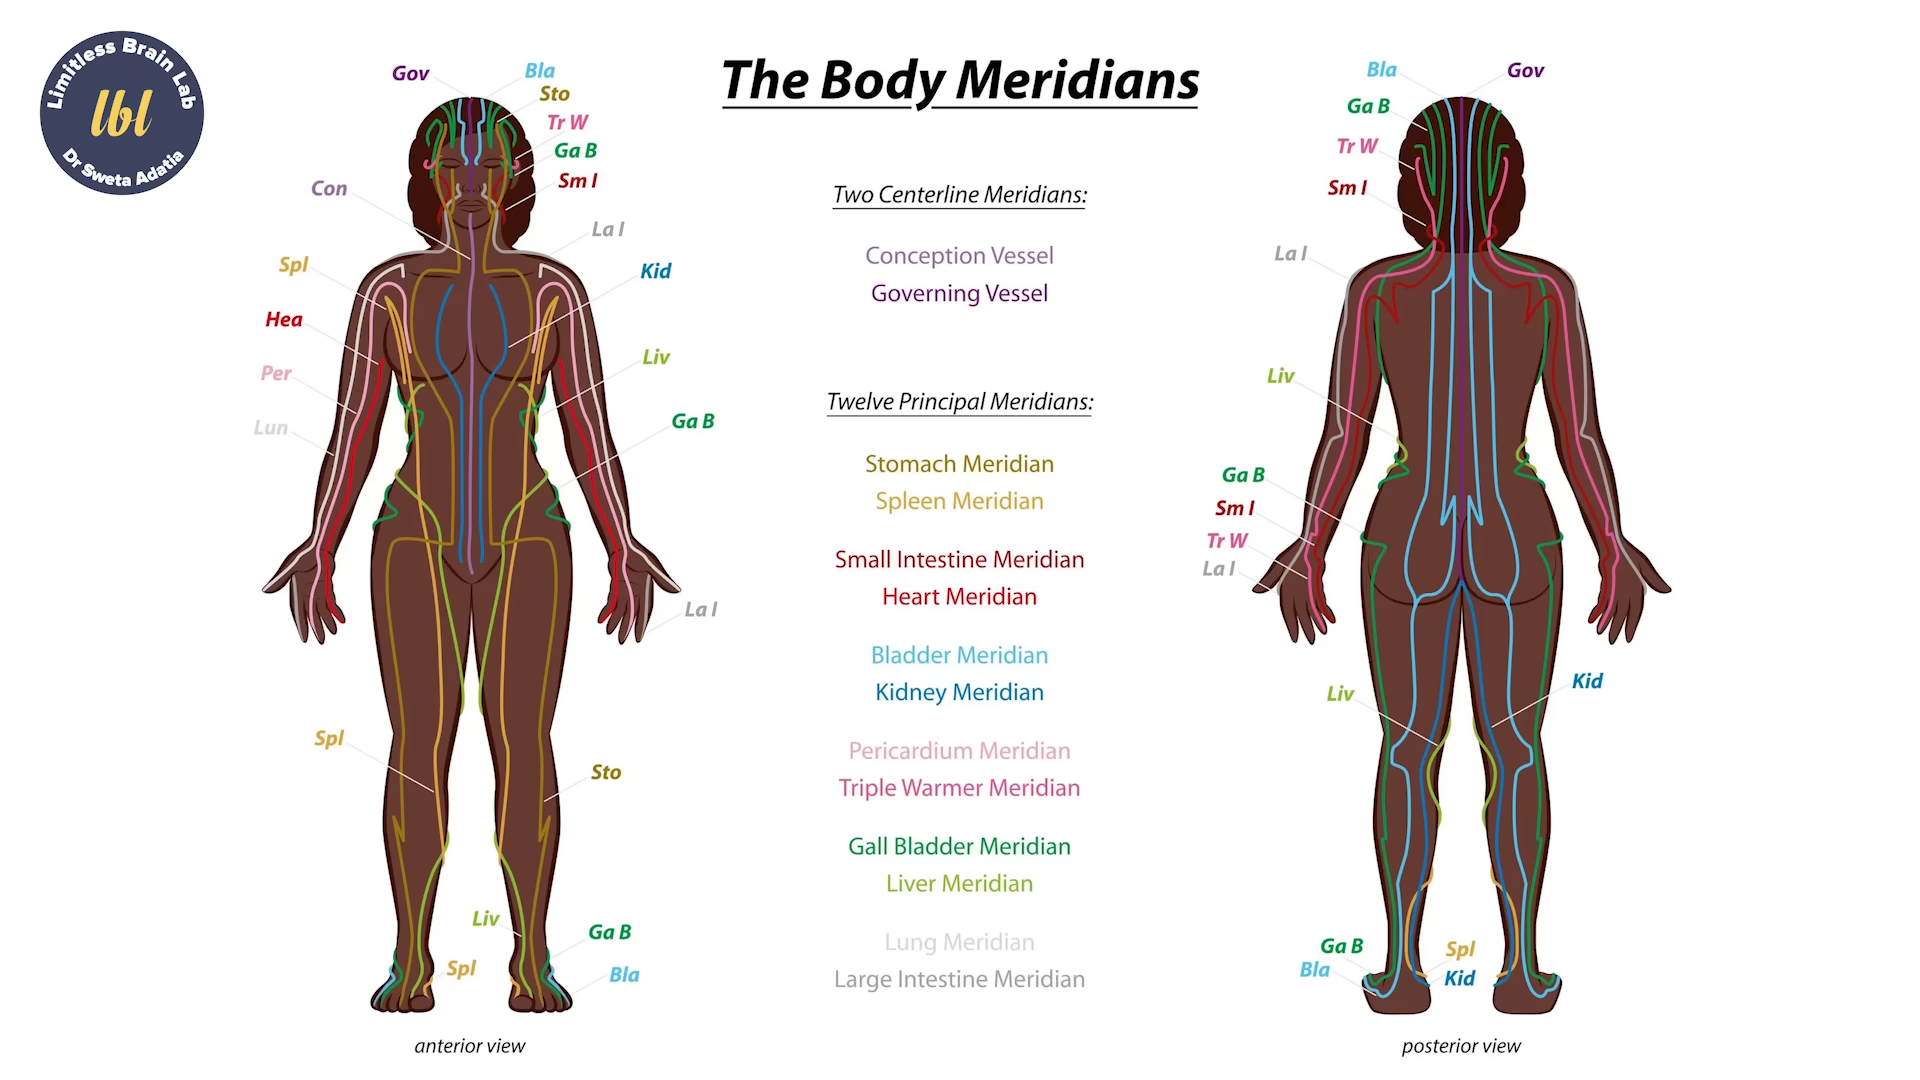 Limitless Brain Lab
lbl
Dr Sweta Adatia
The Body Meridians
Two Centerline Meridians:
Conception Vessel
Governing Vessel
Twelve Principal Meridians:
Stomach Meridian
Spleen Meridian
Small Intestine Meridian
Heart Meridian
Bladder Meridian
Kidney Meridian
Pericardium Meridian
Triple Warmer Meridian
Gall Bladder Meridian
Liver Meridian
Lung Meridian
Large Intestine Meridian
Gov
Bla
Sto
Tr W
Ga B
Sm I
Con
La I
Spl
Kid
Hea
Liv
Per
Ga B
Lun
La I
Spl
Sto
Liv
Ga B
Spl
Bla
anterior view
Bla
Gov
Ga B
Tr W
Sm I
La I
Liv
Ga B
Sm I
Tr W
La I
Kid
Liv
Ga B
Spl
Bla
Kid
posterior view